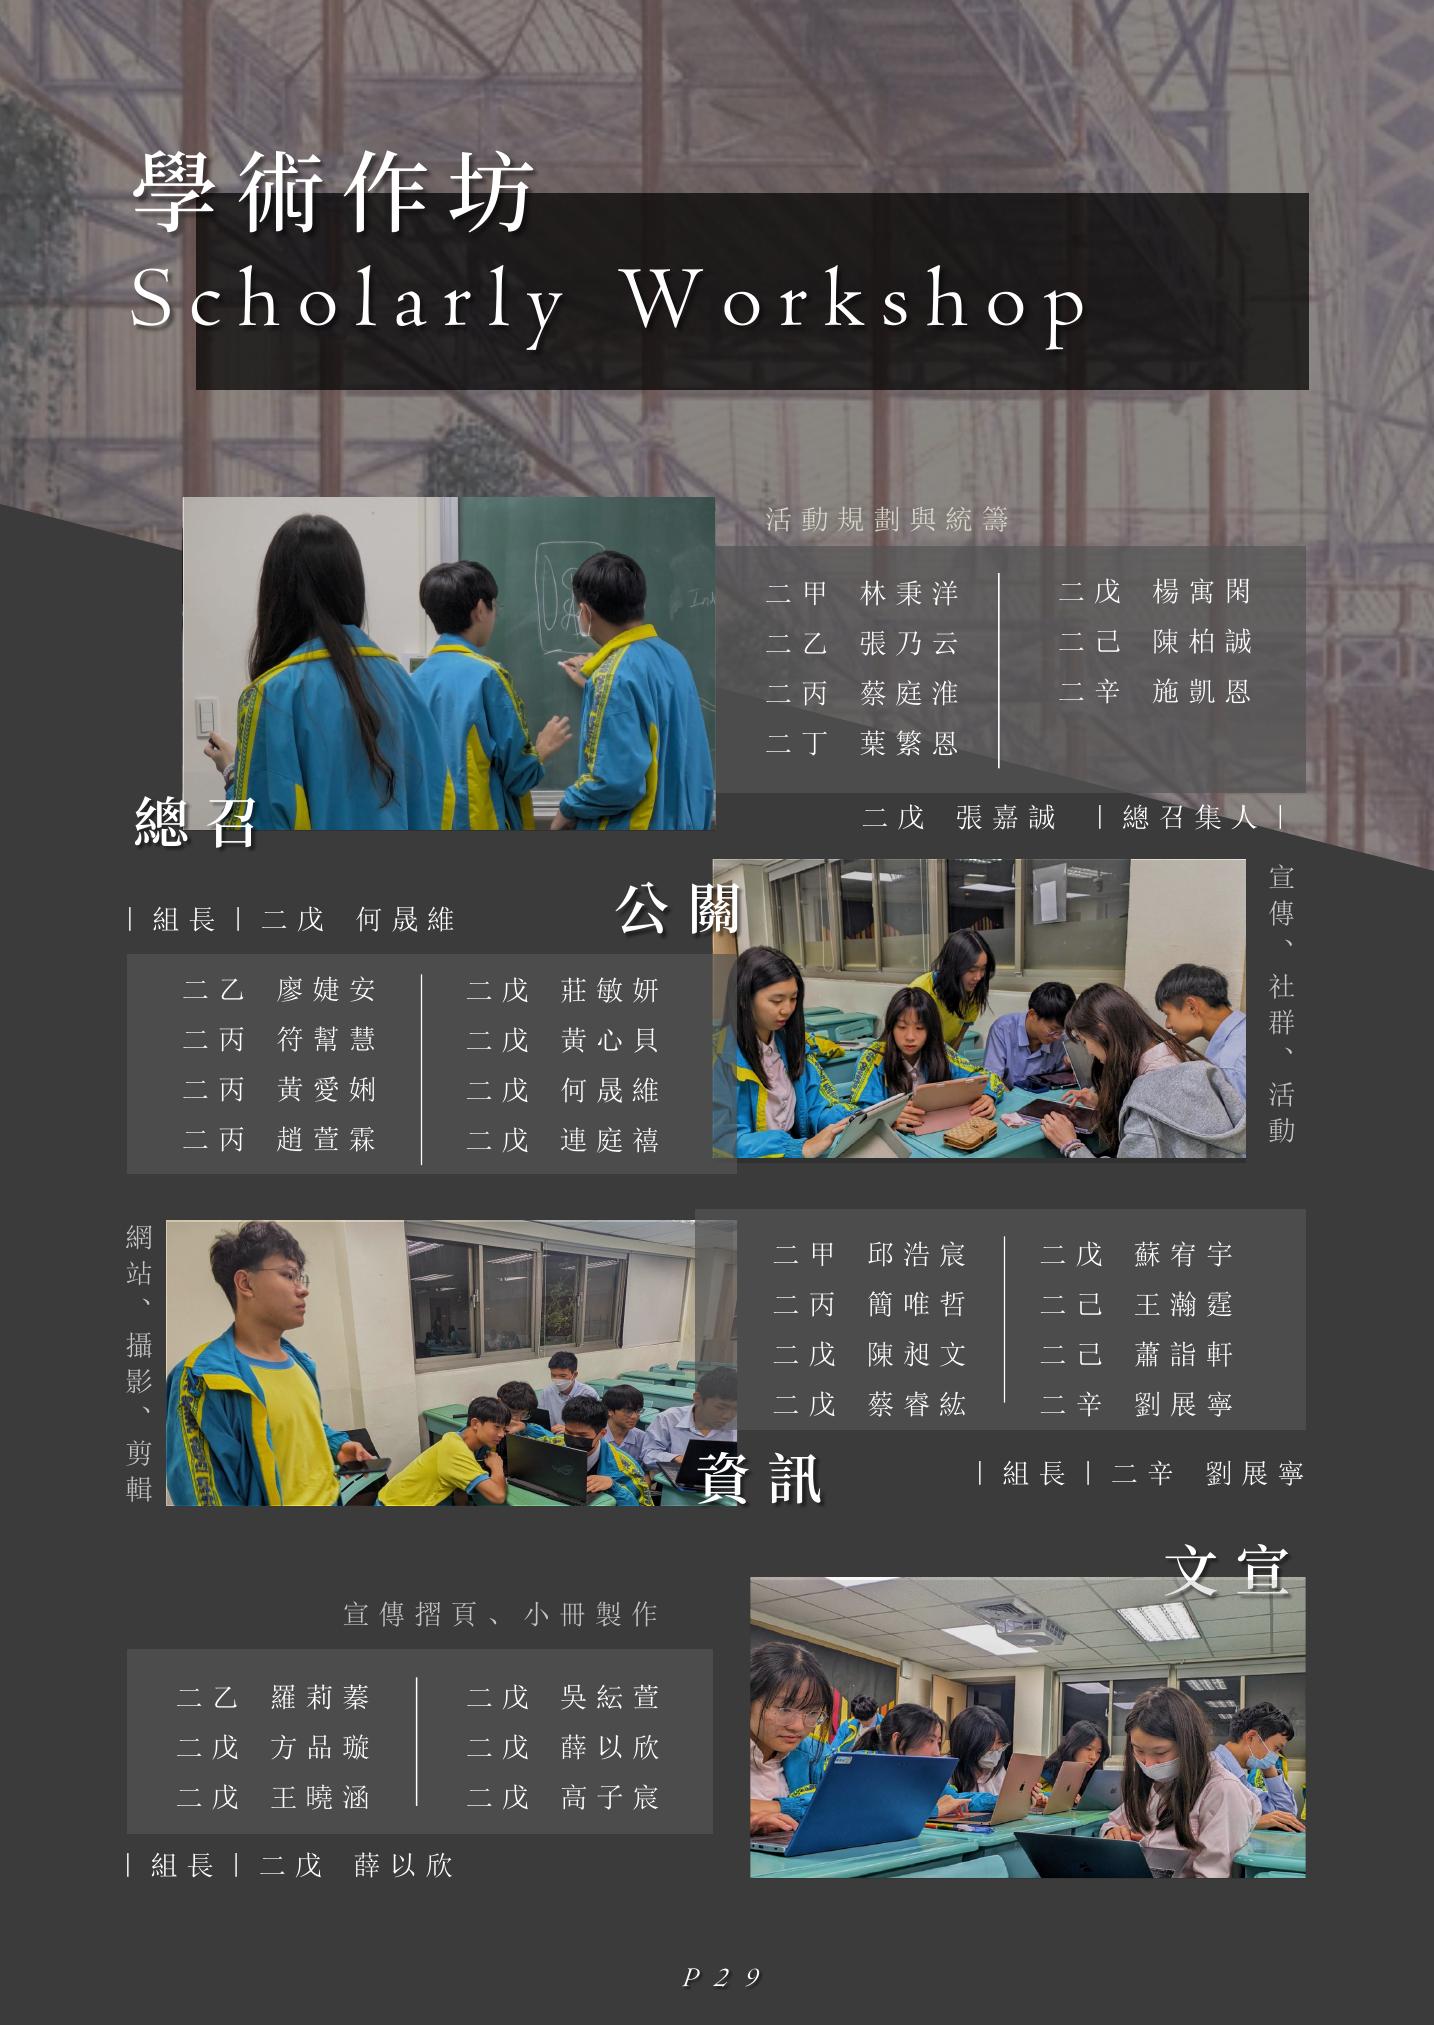 學術作坊
Scholarly Workshop
活動規劃與統籌
二甲 林秉洋
二乙 張乃云
二丙 蔡庭淮
二丁 葉繁恩
二戊 楊寓閑
二己 陳柏誠
二辛 施凱恩
總召
二戊 張嘉誠 |總召集人|
公關
|組長|二戊 何晟維
宣傳、社群、活動
二乙 廖婕安
二丙 符幫慧
二丙 黃愛娳
二丙 趙萱霖
二戊 莊敏妍
二戊 黃心貝
二戊 何晟維
二戊 連庭禧
網站、攝影、剪輯
二甲 邱浩宸
二丙 簡唯哲
二戊 陳昶文
二戊 蔡睿紘
二戊 蘇宥宇
二己 王瀚霆
二己 蕭詣軒
二辛 劉展寧
資訊
|組長|二辛 劉展寧
文宣
宣傳摺頁、小冊製作
二乙 羅莉蓁
二戊 方品璇
二戊 王曉涵
二戊 吳紜萱
二戊 薛以欣
二戊 高子宸
|組長|二戊 薛以欣
P29